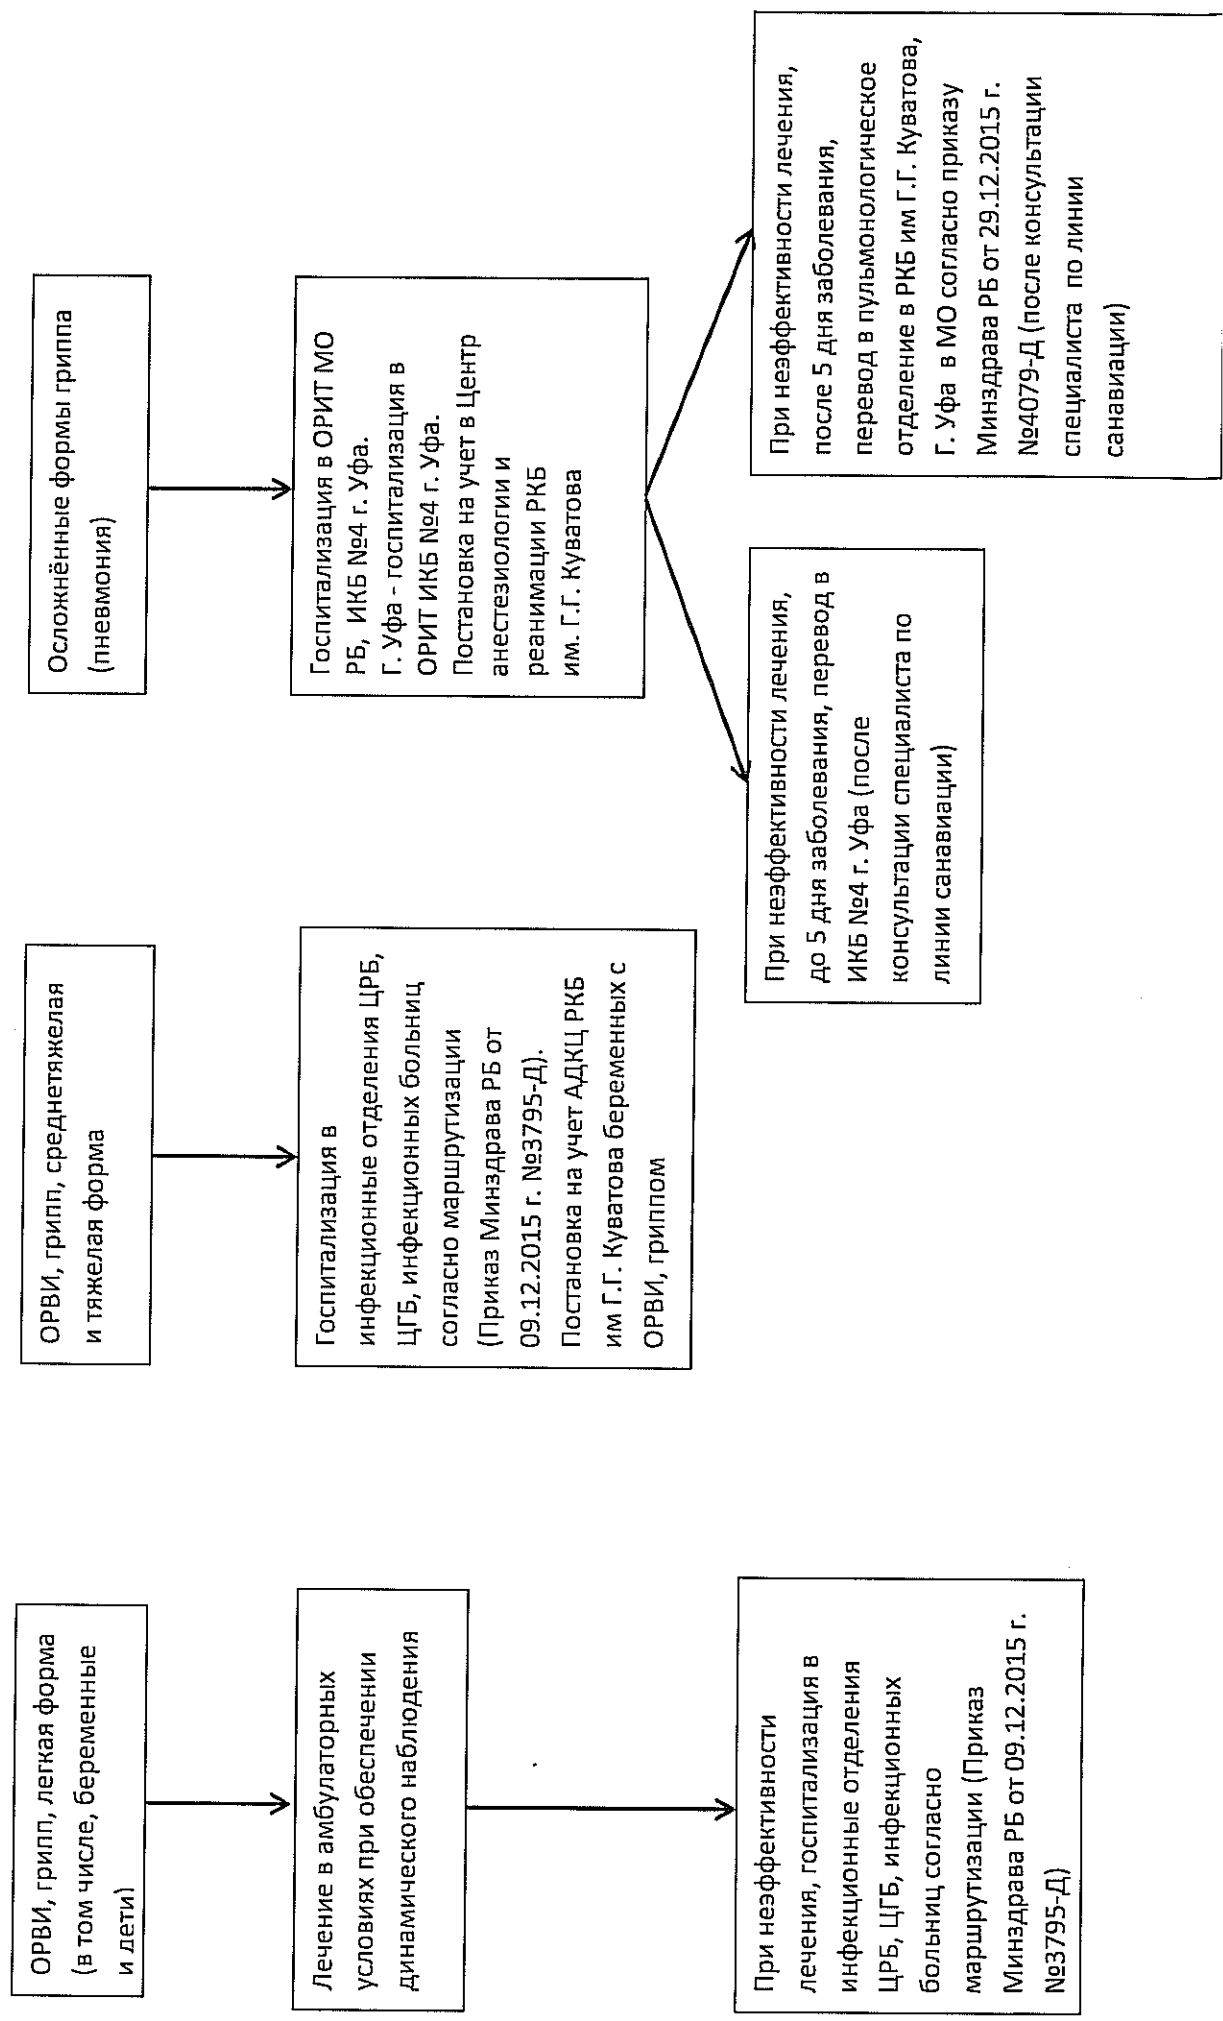 ОРВИ, грипп, легкая форма
(в том числе, беременные
и дети)
Лечение в амбулаторных
условиях при обеспечении
динамического наблюдения
При неэффективности
лечения, госпитализация в
инфекционные отделения
ЦРБ, ЦГБ, инфекционных
больниц согласно
маршрутизации (Приказ
Минздрава РБ от 09.12.2015 г.
№3795-Д)
ОРВИ, грипп, среднетяжелая
и тяжелая форма
Госпитализация в
инфекционные отделения ЦРБ,
ЦГБ, инфекционных больниц
согласно маршрутизации
(Приказ Минздрава РБ от
09.12.2015 г. №3795-Д).
Постановка на учет АДКЦ РКБ
им Г.Г. Куватова беременных с
ОРВИ, гриппом
Осложнённые формы гриппа
(пневмония)
Госпитализация в ОРИТ МО
РБ, ИКБ №4 г. Уфа.
Г. Уфа - госпитализация в
ОРИТ ИКБ №4 г. Уфа.
Постановка на учет в Центр
анестезиологии и
реанимации РКБ
им. Г.Г. Куватова
При неэффективности лечения,
до 5 дня заболевания, перевод в
ИКБ №4 г. Уфа (после
консультации специалиста по
линии санавиации)
При неэффективности лечения,
после 5 дня заболевания,
перевод в пульмонологическое
отделение в РКБ им Г.Г. Куватова,
Г. Уфа в МО согласно приказу
Минздрава РБ от 29.12.2015 г.
№4079-Д (после консультации
специалиста по линии
санавиации)